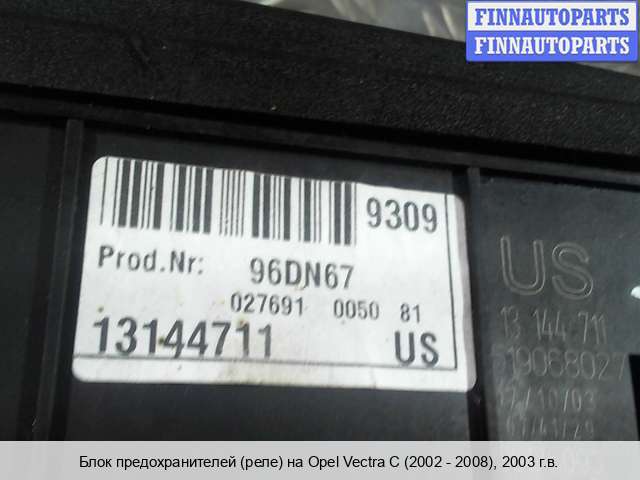 FINNAUTOPARTS
FINNAUTOPARTS
9309
Prod.Nr: 96DN67
027691 0050 81
13144711 US
US
13 144 711
Блок предохранителей (реле) на Opel Vectra C (2002 - 2008), 2003 г.в.